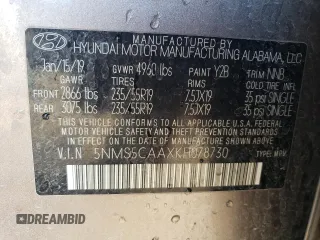 MANUFACTURED BY
HYUNDAI MOTOR MANUFACTURING ALABAMA, LLC
Jan/15/19 GVWR 4960 lbs PAINT Y2B TRIM NNB
GAWR TIRES RIMS COLD TIRE INFL. PRES.
FRONT 2866 lbs 235/55R19 7.5JX19 35 psi SINGLE
REAR 3075 lbs 235/55R19 7.5JX19 35 psi SINGLE
THIS VEHICLE CONFORMS TO ALL APPLICABLE
FEDERAL MOTOR VEHICLE SAFETY AND
THEFT PREVENTION STANDARDS IN EFFECT ON
THE DATE OF MANUFACTURE SHOWN ABOVE.
V.I.N 5NMS5CAAXKH078730 TYPE: MPV